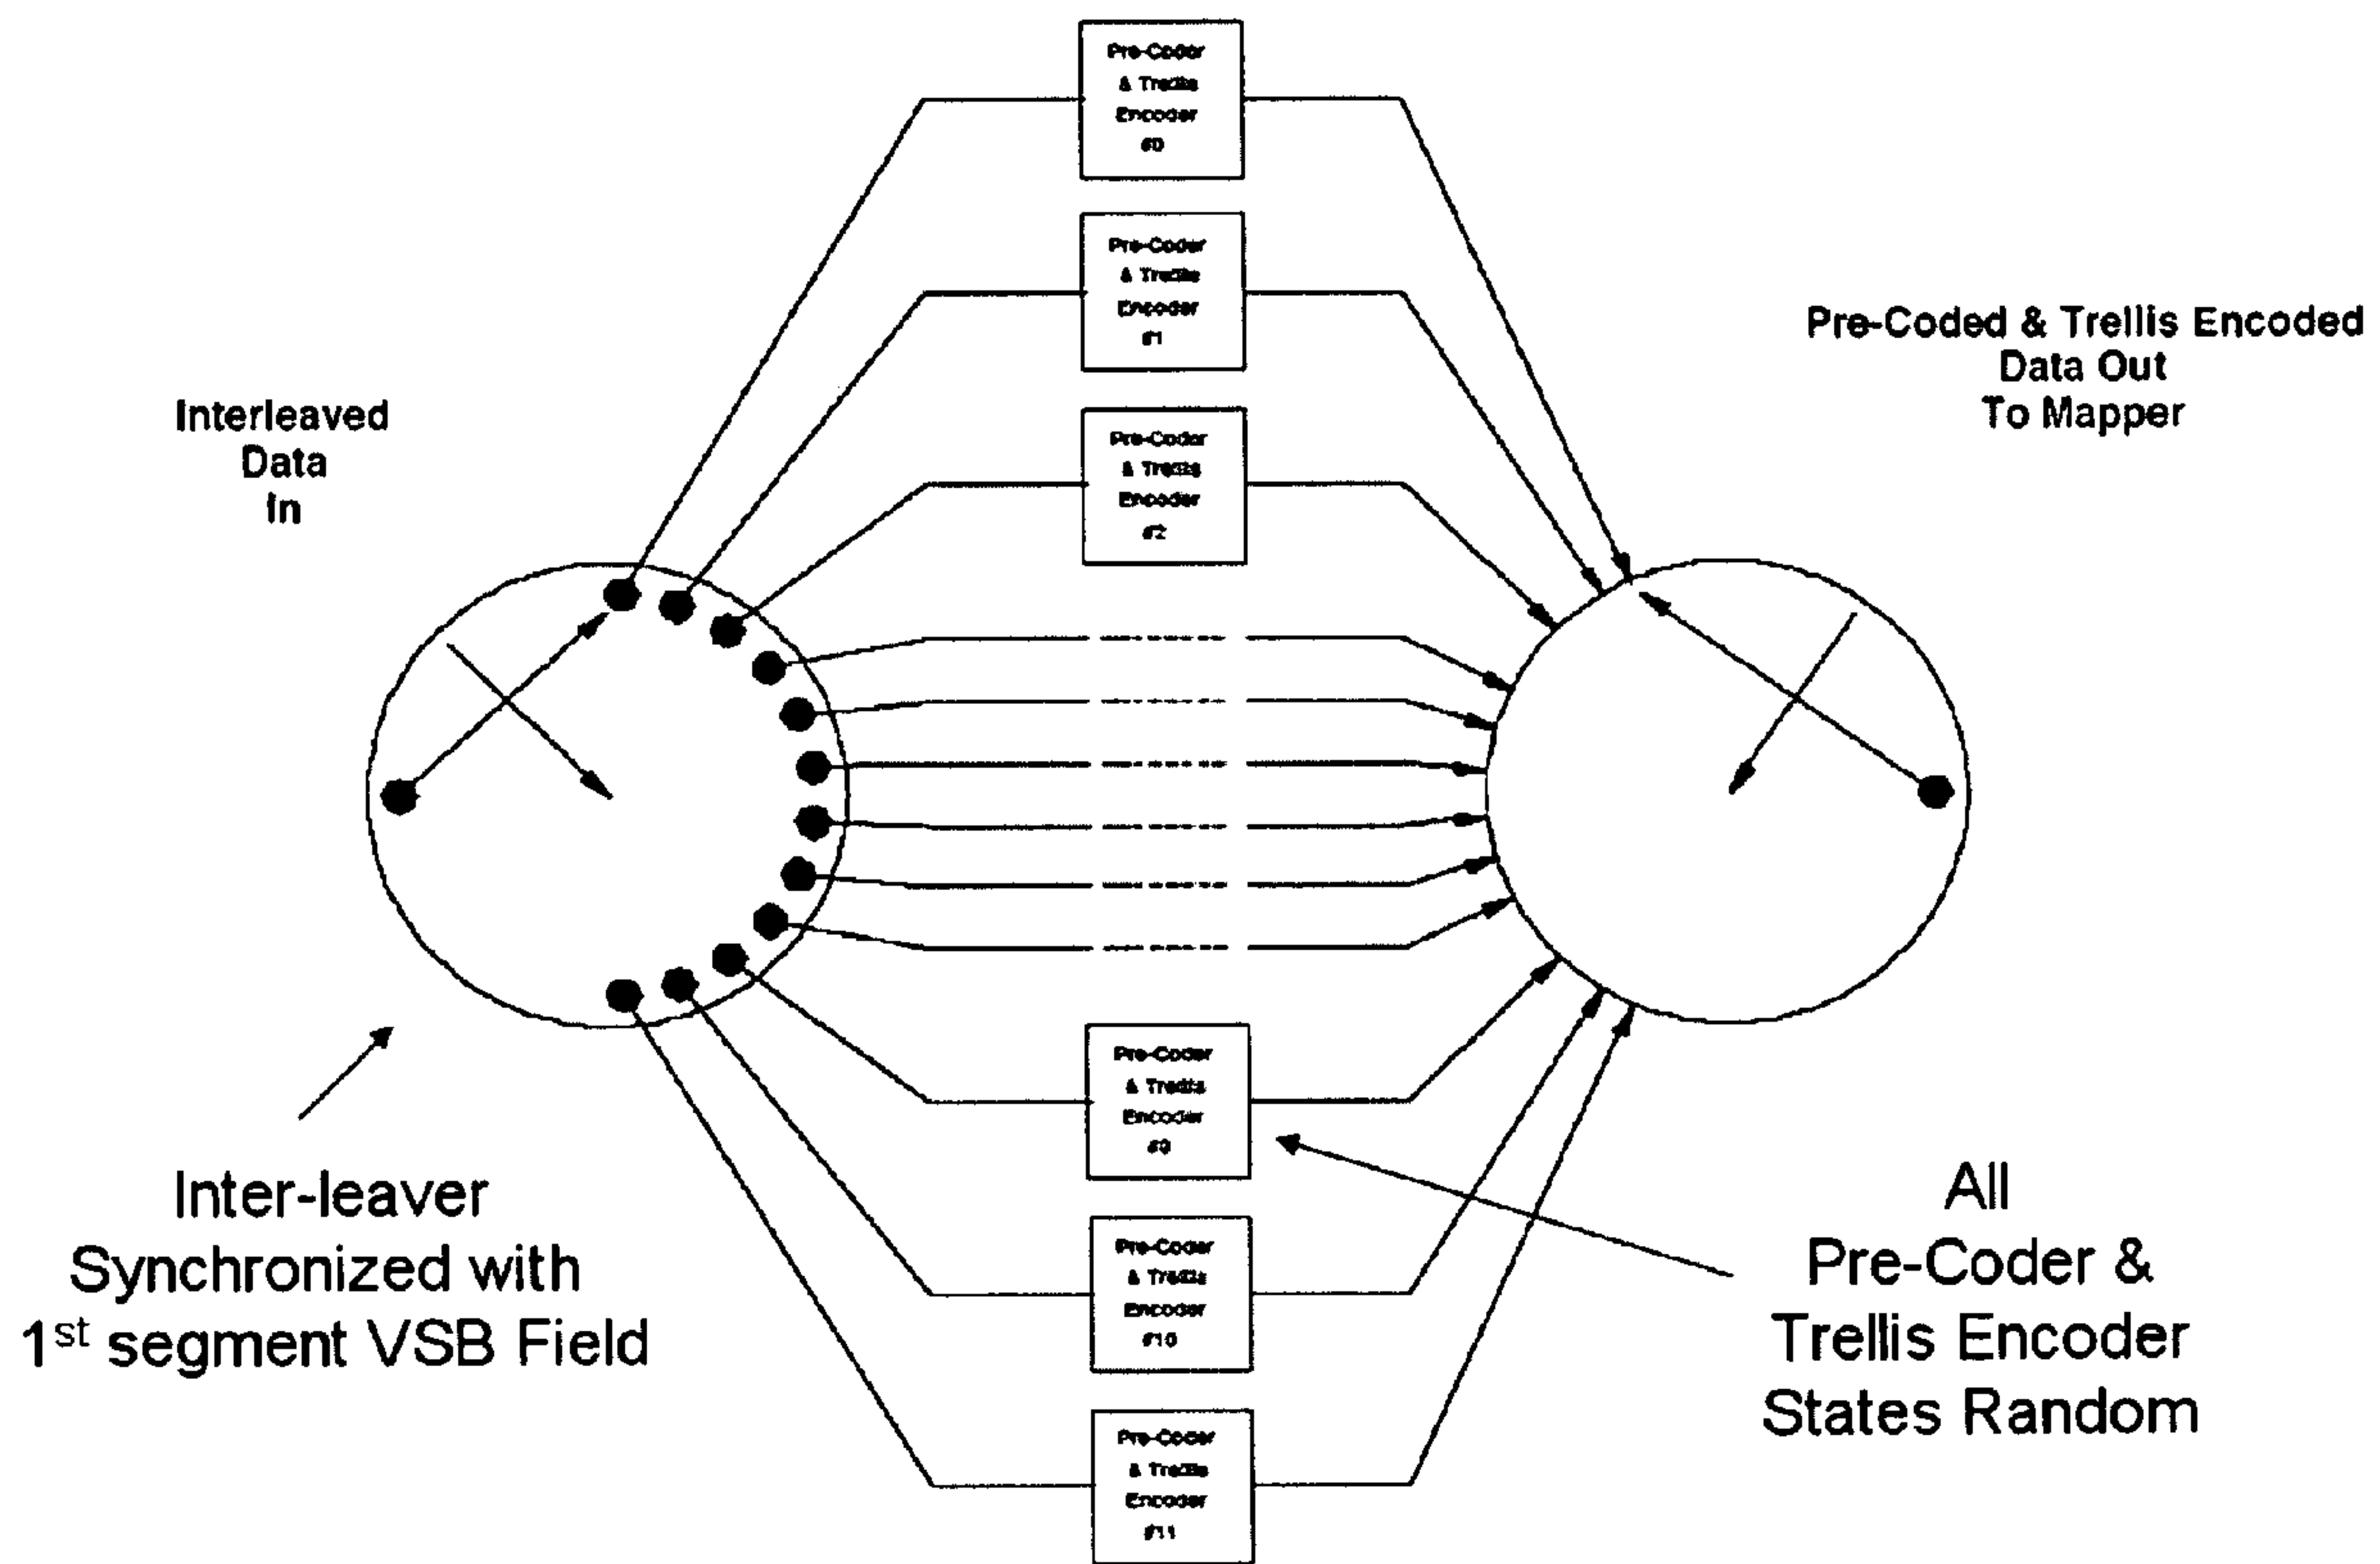 Pre-Coder
& Trellis
Encoder
#0
Pre-Coder
& Trellis
Encoder
#1
Pre-Coder
& Trellis
Encoder
#2
Interleaved
Data
In
Pre-Coded & Trellis Encoded
Data Out
To Mapper
Pre-Coder
& Trellis
Encoder
#9
Pre-Coder
& Trellis
Encoder
#10
Pre-Coder
& Trellis
Encoder
#11
Inter-leaver
Synchronized with
1st segment VSB Field
All
Pre-Coder &
Trellis Encoder
States Random